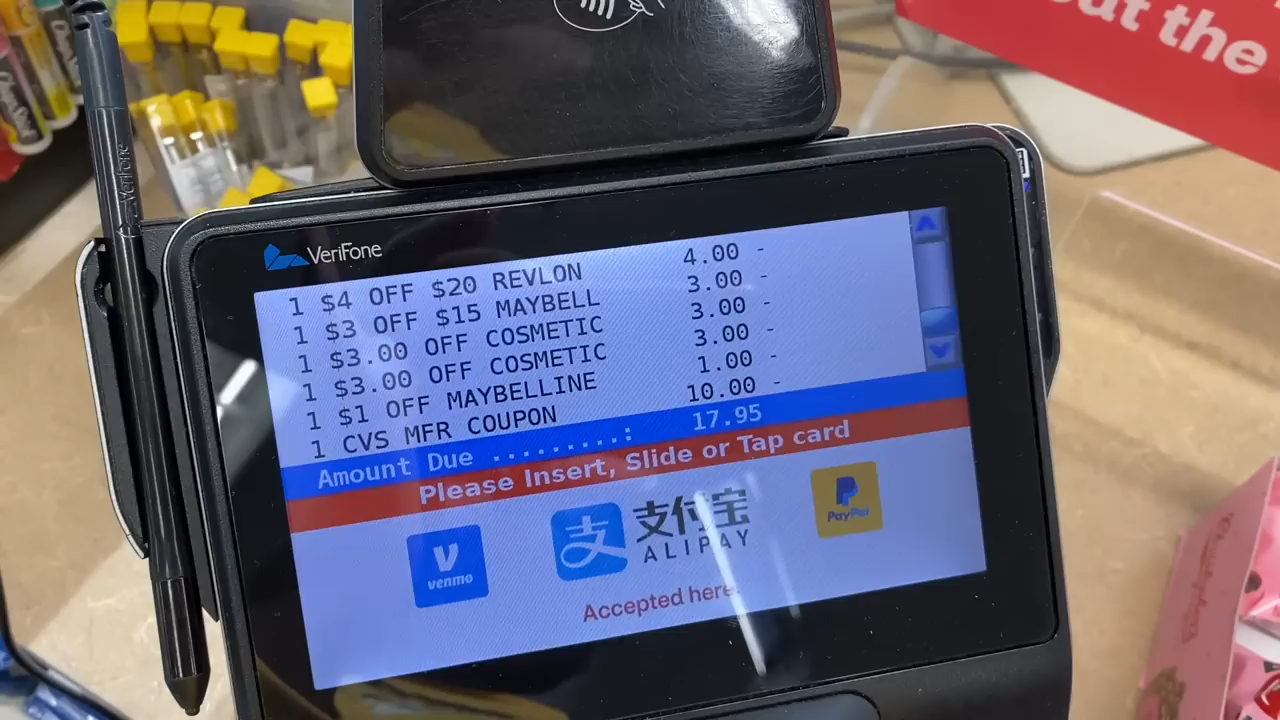 out the
VeriFone
VeriFone
1 $4 OFF $20 REVLON 4.00 -
1 $3 OFF $15 MAYBELL 3.00 -
1 $3.00 OFF COSMETIC 3.00 -
1 $3.00 OFF COSMETIC 3.00 -
1 $1 OFF MAYBELLINE 1.00 -
1 CVS MFR COUPON 10.00 -
Amount Due .........: 17.95
Please Insert, Slide or Tap card
venmo
支
支付宝
ALIPAY
PayPal
Accepted here.